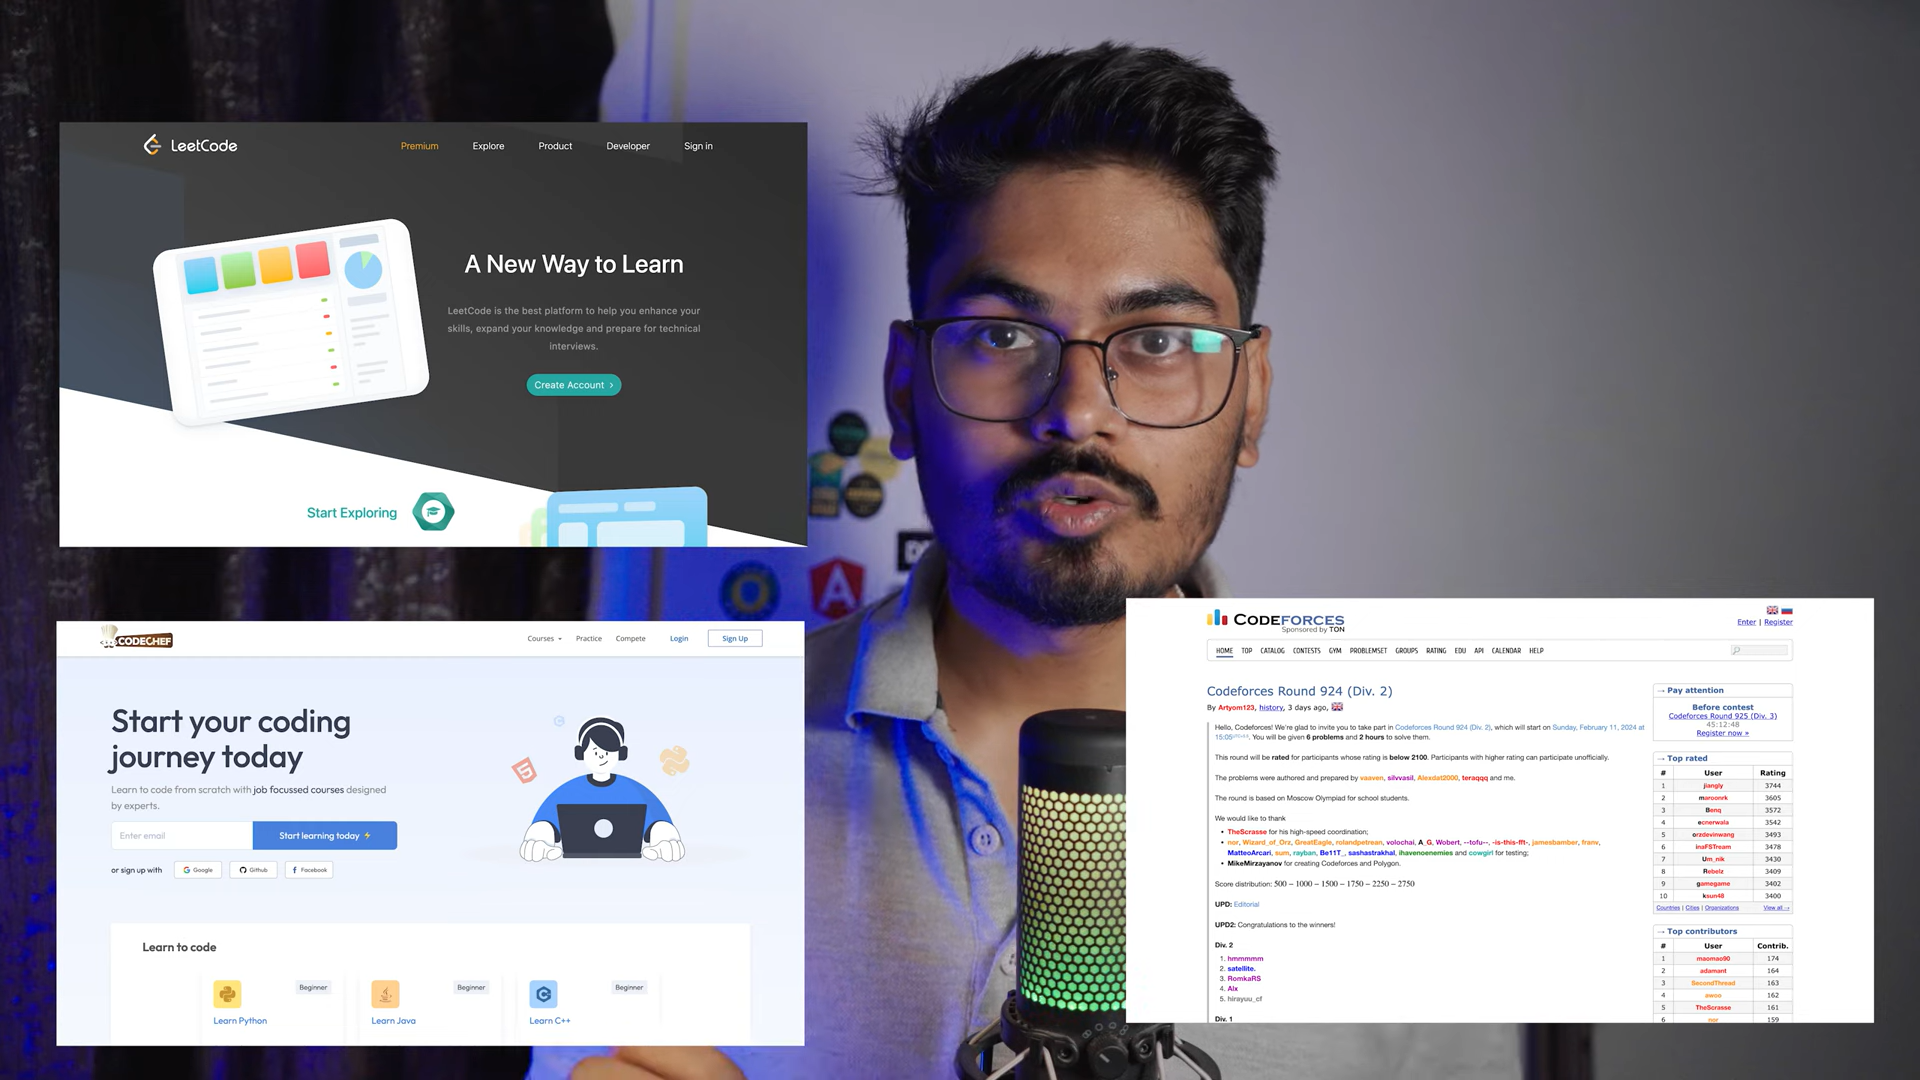 LeetCode
Premium
Explore
Product
Developer
Sign in
A New Way to Learn
LeetCode is the best platform to help you enhance your
skills, expand your knowledge and prepare for technical
interviews.
Create Account ›
Start Exploring
CODECHEF
Courses
Practice
Compete
Login
Sign Up
Start your coding
journey today
Learn to code from scratch with job focussed courses designed
by experts.
Enter email
Start learning today
or sign up with
Google
Github
Facebook
Learn to code
Beginner
Learn Python
Beginner
Learn Java
Beginner
Learn C++
CODEFORCES
Sponsored by TON
Enter | Register
HOME TOP CATALOG CONTESTS GYM PROBLEMSET GROUPS RATING EDU API CALENDAR HELP
Codeforces Round 924 (Div. 2)
By Artyom123, history, 3 days ago,
Hello, Codeforces! We're glad to invite you to take part in Codeforces Round 924 (Div. 2), which will start on Sunday, February 11, 2024 at
15:05. You will be given 6 problems and 2 hours to solve them.
This round will be rated for participants whose rating is below 2100. Participants with higher rating can participate unofficially.
The problems were authored and prepared by vaaven, silvvasil, Alexdat2000, teraqqq and me.
The round is based on Moscow Olympiad for school students.
We would like to thank
• TheScrasse for his high-speed coordination;
• nor, Wizard_of_Orz, GreatEagle, rolandpetrean, volochai, A_G, Wobert, --tofu--, -is-this-fft-, jamesbamber, franv,
MatteoArcari, sum, rayban, Be11T_, sashastrakhal, ihavenoenemies and cowgirl for testing;
• MikeMirzayanov for creating Codeforces and Polygon.
Score distribution: 500 − 1000 − 1500 − 1750 − 2250 − 2750
UPD: Editorial
UPD2: Congratulations to the winners!
Div. 2
1. hmmmmm
2. satellite.
3. RomkaRS
4. Alx
5. hirayuu_cf
Div. 1
→ Pay attention
Before contest
Codeforces Round 925 (Div. 3)
45:12:48
Register now »
→ Top rated
# User Rating
1 jiangly 3744
2 maroonrk 3605
3 Benq 3572
4 ecnerwala 3542
5 orzdevinwang 3493
6 inaFSTream 3478
7 Um_nik 3430
8 Rebelz 3409
9 gamegame 3402
10 ksun48 3400
Countries | Cities | Organizations
View all →
→ Top contributors
# User Contrib.
1 maomao90 174
2 adamant 164
3 SecondThread 163
4 awoo 162
5 TheScrasse 161
6 nor 159